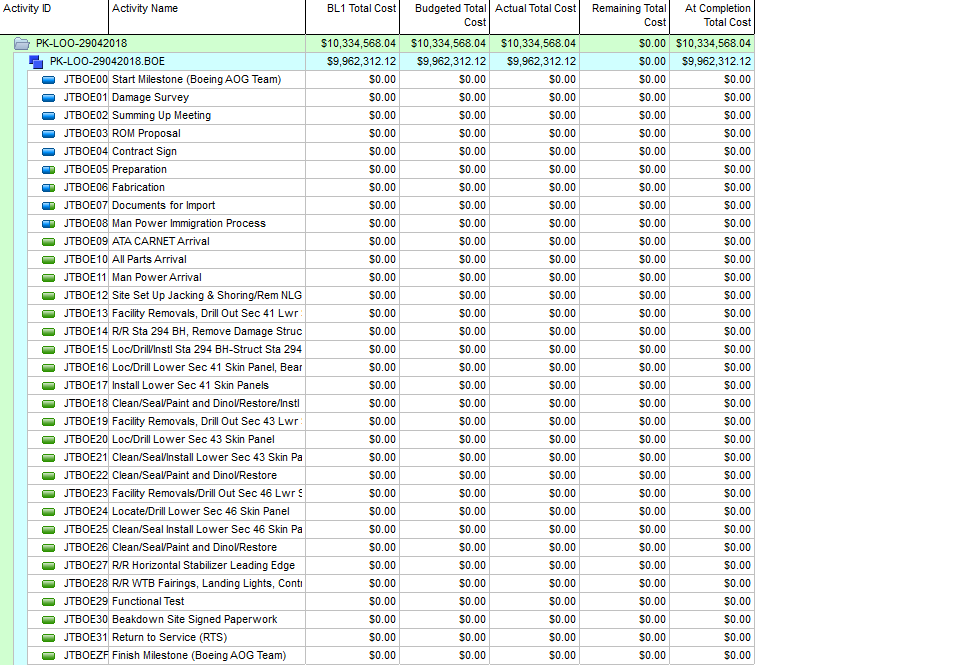 Activity ID Activity Name BL1 Total Cost Budgeted Total Cost Actual Total Cost Remaining Total Cost At Completion Total Cost
PK-LOO-29042018 $10,334,568.04 $10,334,568.04 $10,334,568.04 $0.00 $10,334,568.04
PK-LOO-29042018.BOE $9,962,312.12 $9,962,312.12 $9,962,312.12 $0.00 $9,962,312.12
JTBOE00 Start Milestone (Boeing AOG Team) $0.00 $0.00 $0.00 $0.00 $0.00
JTBOE01 Damage Survey $0.00 $0.00 $0.00 $0.00 $0.00
JTBOE02 Summing Up Meeting $0.00 $0.00 $0.00 $0.00 $0.00
JTBOE03 ROM Proposal $0.00 $0.00 $0.00 $0.00 $0.00
JTBOE04 Contract Sign $0.00 $0.00 $0.00 $0.00 $0.00
JTBOE05 Preparation $0.00 $0.00 $0.00 $0.00 $0.00
JTBOE06 Fabrication $0.00 $0.00 $0.00 $0.00 $0.00
JTBOE07 Documents for Import $0.00 $0.00 $0.00 $0.00 $0.00
JTBOE08 Man Power Immigration Process $0.00 $0.00 $0.00 $0.00 $0.00
JTBOE09 ATA CARNET Arrival $0.00 $0.00 $0.00 $0.00 $0.00
JTBOE10 All Parts Arrival $0.00 $0.00 $0.00 $0.00 $0.00
JTBOE11 Man Power Arrival $0.00 $0.00 $0.00 $0.00 $0.00
JTBOE12 Site Set Up Jacking & Shoring/Rem NLG $0.00 $0.00 $0.00 $0.00 $0.00
JTBOE13 Facility Removals, Drill Out Sec 41 Lwr $0.00 $0.00 $0.00 $0.00 $0.00
JTBOE14 R/R Sta 294 BH, Remove Damage Struc $0.00 $0.00 $0.00 $0.00 $0.00
JTBOE15 Loc/Drill/Instl Sta 294 BH-Struct Sta 294 $0.00 $0.00 $0.00 $0.00 $0.00
JTBOE16 Loc/Drill Lower Sec 41 Skin Panel, Bear $0.00 $0.00 $0.00 $0.00 $0.00
JTBOE17 Install Lower Sec 41 Skin Panels $0.00 $0.00 $0.00 $0.00 $0.00
JTBOE18 Clean/Seal/Paint and Dinol/Restore/Instl $0.00 $0.00 $0.00 $0.00 $0.00
JTBOE19 Facility Removals, Drill Out Sec 43 Lwr $0.00 $0.00 $0.00 $0.00 $0.00
JTBOE20 Loc/Drill Lower Sec 43 Skin Panel $0.00 $0.00 $0.00 $0.00 $0.00
JTBOE21 Clean/Seal/Install Lower Sec 43 Skin Pa $0.00 $0.00 $0.00 $0.00 $0.00
JTBOE22 Clean/Seal/Paint and Dinol/Restore $0.00 $0.00 $0.00 $0.00 $0.00
JTBOE23 Facility Removals/Drill Out Sec 46 Lwr S $0.00 $0.00 $0.00 $0.00 $0.00
JTBOE24 Locate/Drill Lower Sec 46 Skin Panel $0.00 $0.00 $0.00 $0.00 $0.00
JTBOE25 Clean/Seal Install Lower Sec 46 Skin Pa $0.00 $0.00 $0.00 $0.00 $0.00
JTBOE26 Clean/Seal/Paint and Dinol/Restore $0.00 $0.00 $0.00 $0.00 $0.00
JTBOE27 R/R Horizontal Stabilizer Leading Edge $0.00 $0.00 $0.00 $0.00 $0.00
JTBOE28 R/R WTB Fairings, Landing Lights, Contr $0.00 $0.00 $0.00 $0.00 $0.00
JTBOE29 Functional Test $0.00 $0.00 $0.00 $0.00 $0.00
JTBOE30 Beakdown Site Signed Paperwork $0.00 $0.00 $0.00 $0.00 $0.00
JTBOE31 Return to Service (RTS) $0.00 $0.00 $0.00 $0.00 $0.00
JTBOEZF Finish Milestone (Boeing AOG Team) $0.00 $0.00 $0.00 $0.00 $0.00